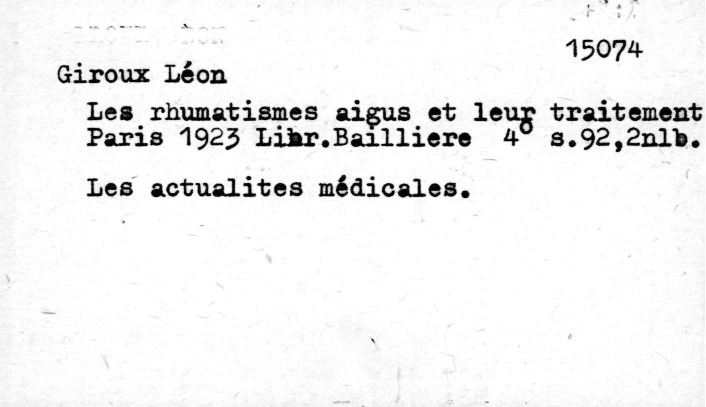 15074
Giroux Léon
Les rhumatismes aigus et leur traitement
Paris 1923 Libr.Bailliere 4° s.92,2nlb.
Les actualites médicales.